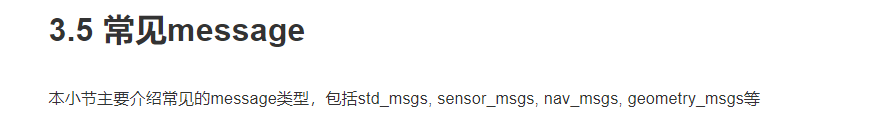 3.5 常见message
本小节主要介绍常见的message类型，包括std_msgs, sensor_msgs, nav_msgs, geometry_msgs等